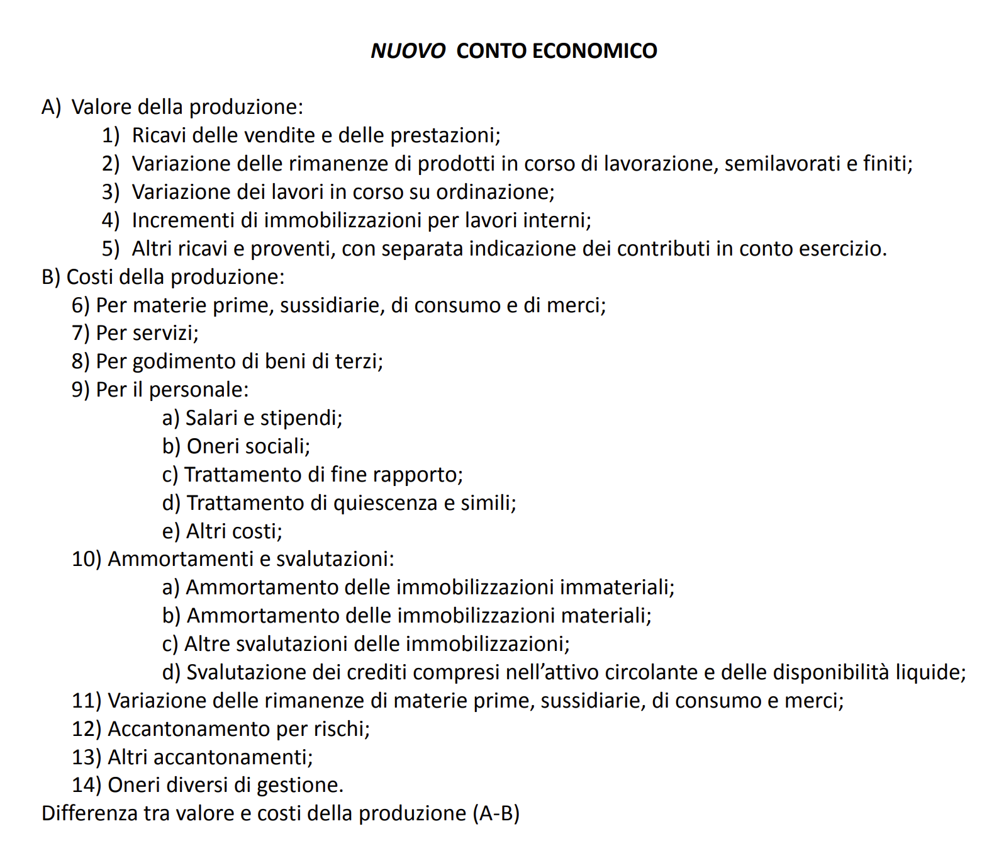 NUOVO CONTO ECONOMICO
A) Valore della produzione:
1) Ricavi delle vendite e delle prestazioni;
2) Variazione delle rimanenze di prodotti in corso di lavorazione, semilavorati e finiti;
3) Variazione dei lavori in corso su ordinazione;
4) Incrementi di immobilizzazioni per lavori interni;
5) Altri ricavi e proventi, con separata indicazione dei contributi in conto esercizio.
B) Costi della produzione:
6) Per materie prime, sussidiarie, di consumo e di merci;
7) Per servizi;
8) Per godimento di beni di terzi;
9) Per il personale:
a) Salari e stipendi;
b) Oneri sociali;
c) Trattamento di fine rapporto;
d) Trattamento di quiescenza e simili;
e) Altri costi;
10) Ammortamenti e svalutazioni:
a) Ammortamento delle immobilizzazioni immateriali;
b) Ammortamento delle immobilizzazioni materiali;
c) Altre svalutazioni delle immobilizzazioni;
d) Svalutazione dei crediti compresi nell’attivo circolante e delle disponibilità liquide;
11) Variazione delle rimanenze di materie prime, sussidiarie, di consumo e merci;
12) Accantonamento per rischi;
13) Altri accantonamenti;
14) Oneri diversi di gestione.
Differenza tra valore e costi della produzione (A-B)